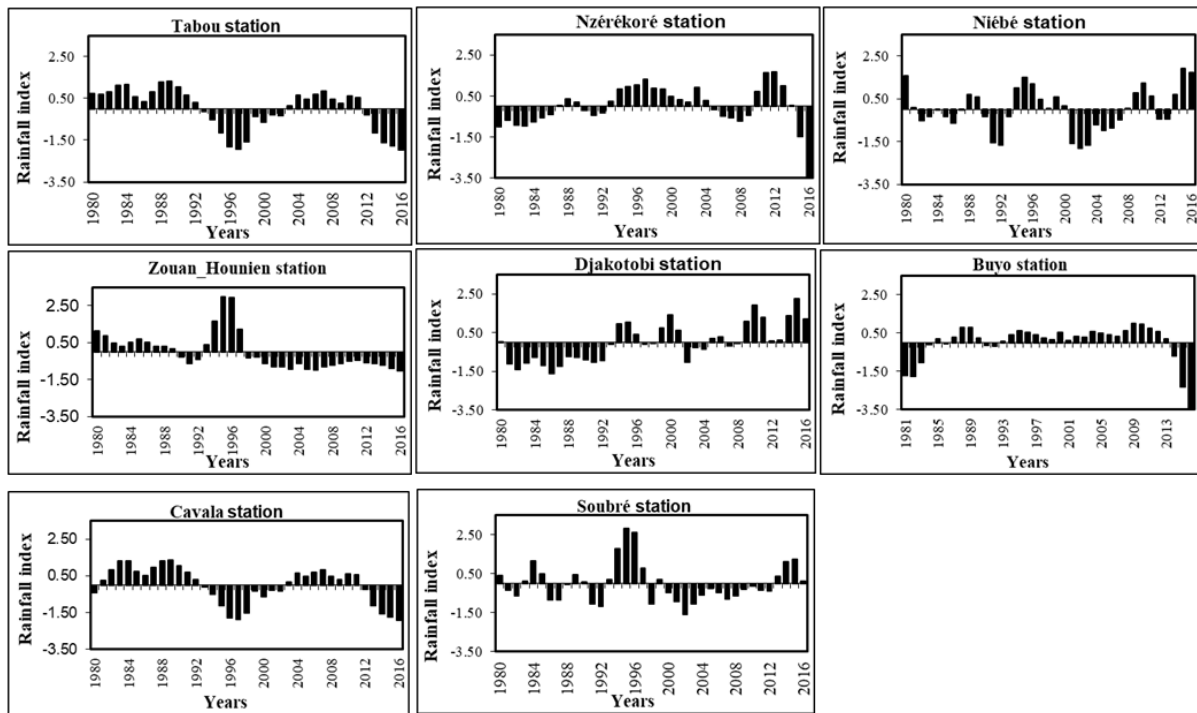 Tabou station
Rainfall index
2.50
0.50
-1.50
-3.50
1980 1984 1988 1992 1996 2000 2004 2008 2012 2016
Years
Nzérékoré station
Rainfall index
2.50
0.50
-1.50
-3.50
1980 1984 1988 1992 1996 2000 2004 2008 2012 2016
Years
Niébé station
Rainfall index
2.50
0.50
-1.50
-3.50
1980 1984 1988 1992 1996 2000 2004 2008 2012 2016
Years
Zouan_Hounien station
Rainfall index
2.50
0.50
-1.50
-3.50
1980 1984 1988 1992 1996 2000 2004 2008 2012 2016
Years
Djakotobi station
Rainfall index
2.50
0.50
-1.50
-3.50
1980 1984 1988 1992 1996 2000 2004 2008 2012 2016
Years
Buyo station
Rainfall index
2.50
0.50
-1.50
-3.50
1981 1985 1989 1993 1997 2001 2005 2009 2013
Years
Cavala station
Rainfall index
2.50
0.50
-1.50
-3.50
1980 1984 1988 1992 1996 2000 2004 2008 2012 2016
Years
Soubré station
Rainfall index
2.50
0.50
-1.50
-3.50
1980 1984 1988 1992 1996 2000 2004 2008 2012 2016
Years